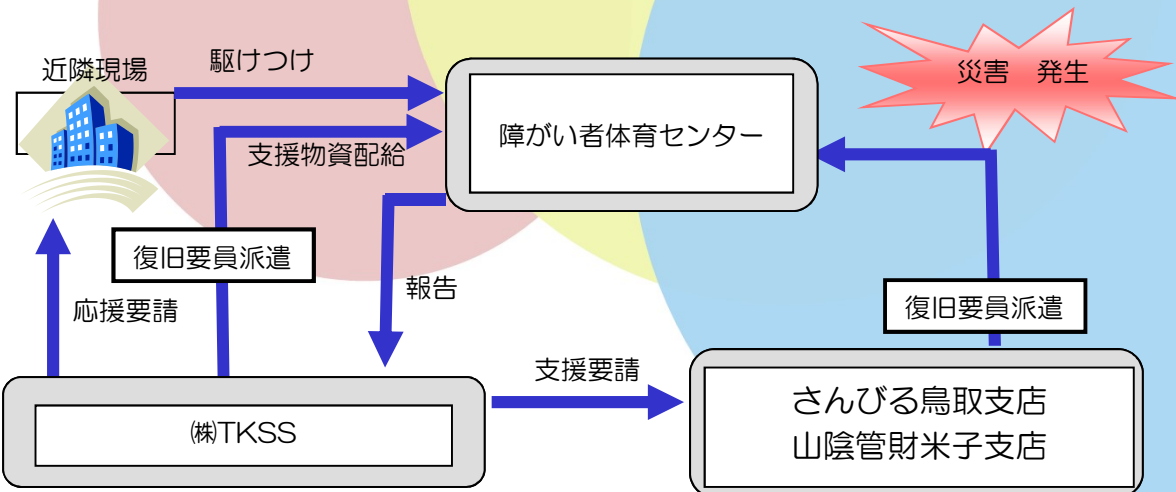 近隣現場
駆けつけ
災害　発生
障がい者体育センター
支援物資配給
復旧要員派遣
応援要請
報告
復旧要員派遣
支援要請
㈱TKSS
さんびる鳥取支店
山陰管財米子支店